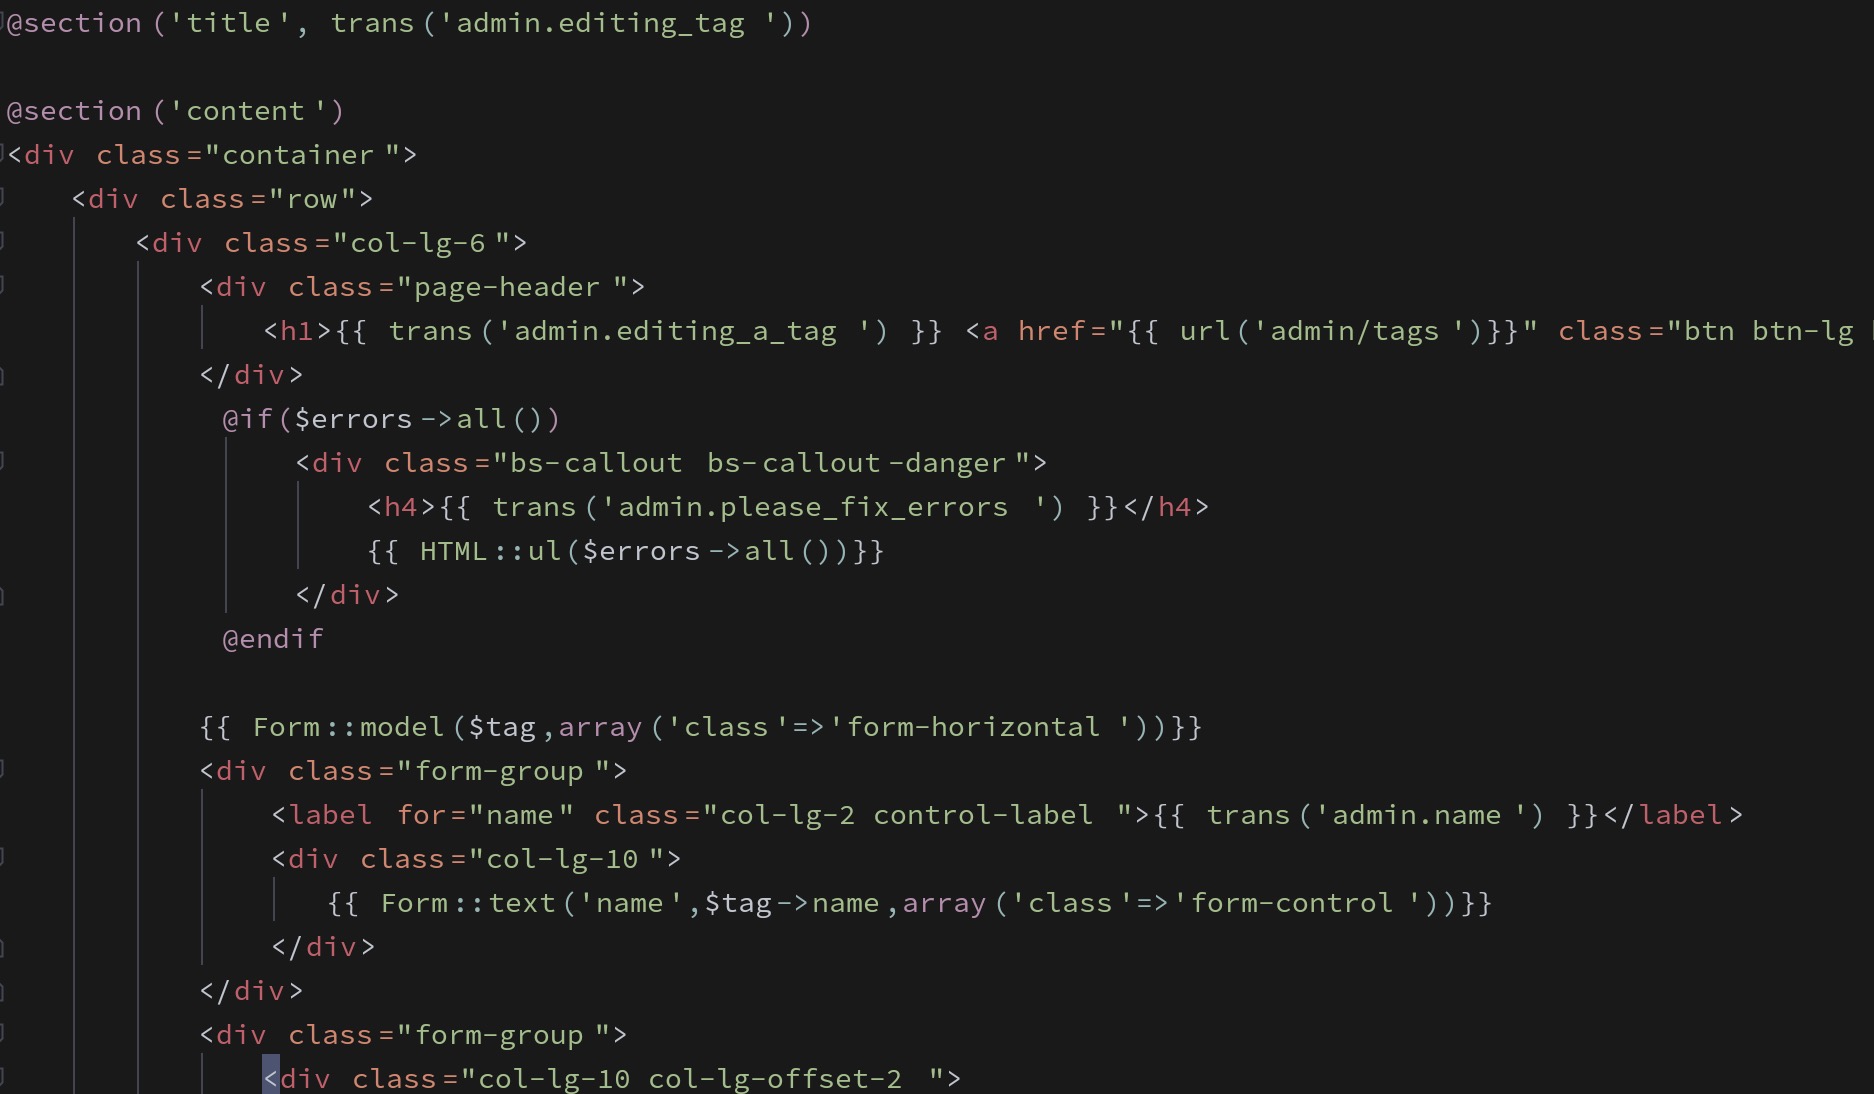 @section('title', trans('admin.editing_tag'))
@section('content')
<div class="container">
<div class="row">
<div class="col-lg-6">
<div class="page-header">
<h1>{{ trans('admin.editing_a_tag') }} <a href="{{ url('admin/tags')}}" class="btn btn-lg
</div>
@if($errors->all())
<div class="bs-callout bs-callout-danger">
<h4>{{ trans('admin.please_fix_errors') }}</h4>
{{ HTML::ul($errors->all())}}
</div>
@endif
{{ Form::model($tag,array('class'=>'form-horizontal'))}}
<div class="form-group">
<label for="name" class="col-lg-2 control-label">{{ trans('admin.name') }}</label>
<div class="col-lg-10">
{{ Form::text('name',$tag->name,array('class'=>'form-control'))}}
</div>
</div>
<div class="form-group">
<div class="col-lg-10 col-lg-offset-2">